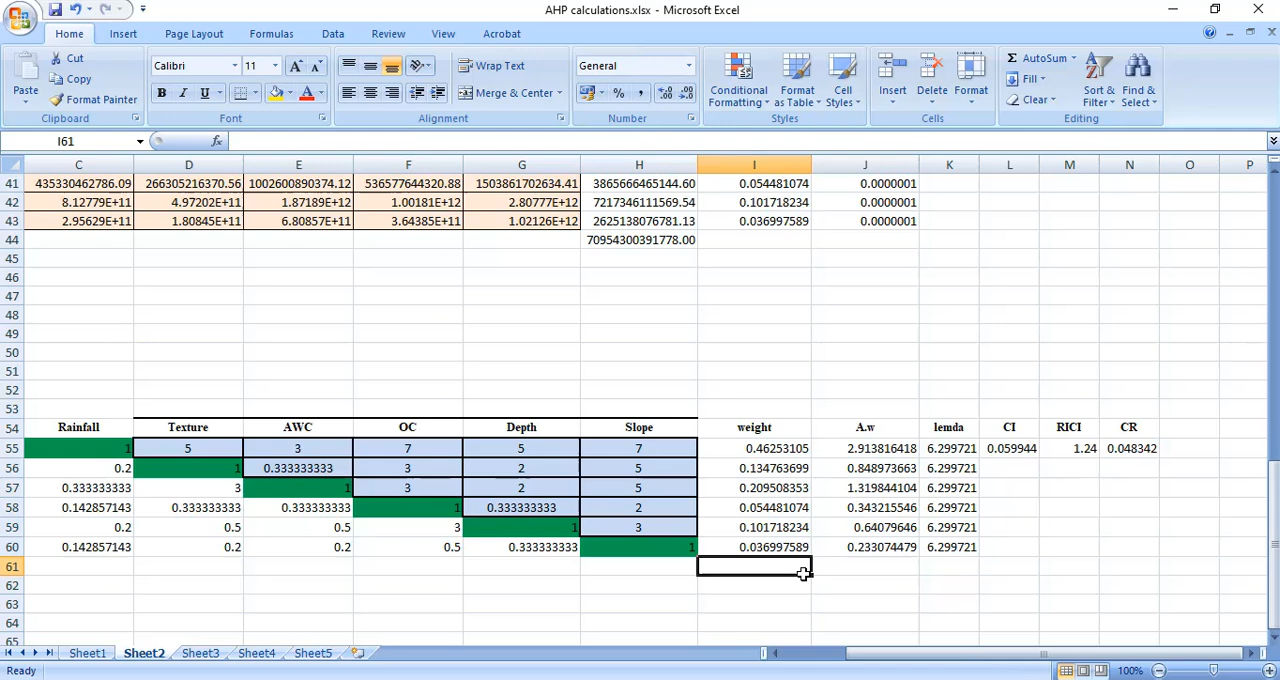 AHP calculations.xlsx - Microsoft Excel
Home Insert Page Layout Formulas Data Review View Acrobat
Paste
Cut
Copy
Format Painter
Clipboard
Calibri 11 A A
B I U A
Font
Wrap Text
Merge & Center
Alignment
General
% , .00 .0
Number
Conditional Formatting
Format as Table
Cell Styles
Styles
Insert Delete Format
Cells
Σ AutoSum
Fill
Clear
Sort & Filter
Find & Select
Editing
I61 fx
C D E F G H I J K L M N O P
41 435330462786.09 266305216370.56 1002600890374.12 536577644320.88 1503861702634.41 3865666465144.60 0.054481074 0.0000001
42 8.12779E+11 4.97202E+11 1.87189E+12 1.00181E+12 2.80777E+12 7217346111569.54 0.101718234 0.0000001
43 2.95629E+11 1.80845E+11 6.80857E+11 3.64385E+11 1.02126E+12 2625138076781.13 0.036997589 0.0000001
44 70954300391778.00
45
46
47
48
49
50
51
52
53
54 Rainfall Texture AWC OC Depth Slope weight A.w lemda CI RICI CR
55 1 5 3 7 5 7 0.46253105 2.913816418 6.299721 0.059944 1.24 0.048342
56 0.2 1 0.333333333 3 2 5 0.134763699 0.848973663 6.299721
57 0.333333333 3 1 3 2 5 0.209508353 1.319844104 6.299721
58 0.142857143 0.333333333 0.333333333 1 0.333333333 2 0.054481074 0.343215546 6.299721
59 0.2 0.5 0.5 3 1 3 0.101718234 0.64079646 6.299721
60 0.142857143 0.2 0.2 0.5 0.333333333 1 0.036997589 0.233074479 6.299721
61
62
63
64
65
Sheet1 Sheet2 Sheet3 Sheet4 Sheet5
Ready 100%